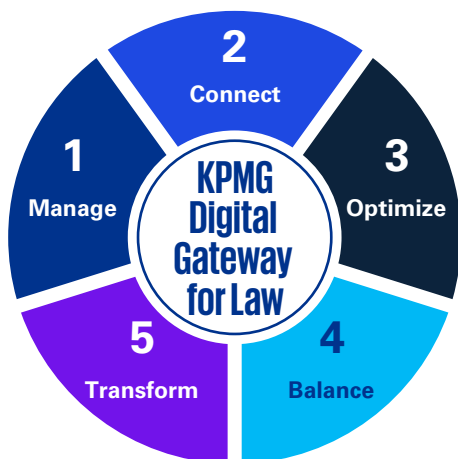 1
Manage
2
Connect
3
Optimize
4
Balance
5
Transform
KPMG
Digital
Gateway
for Law